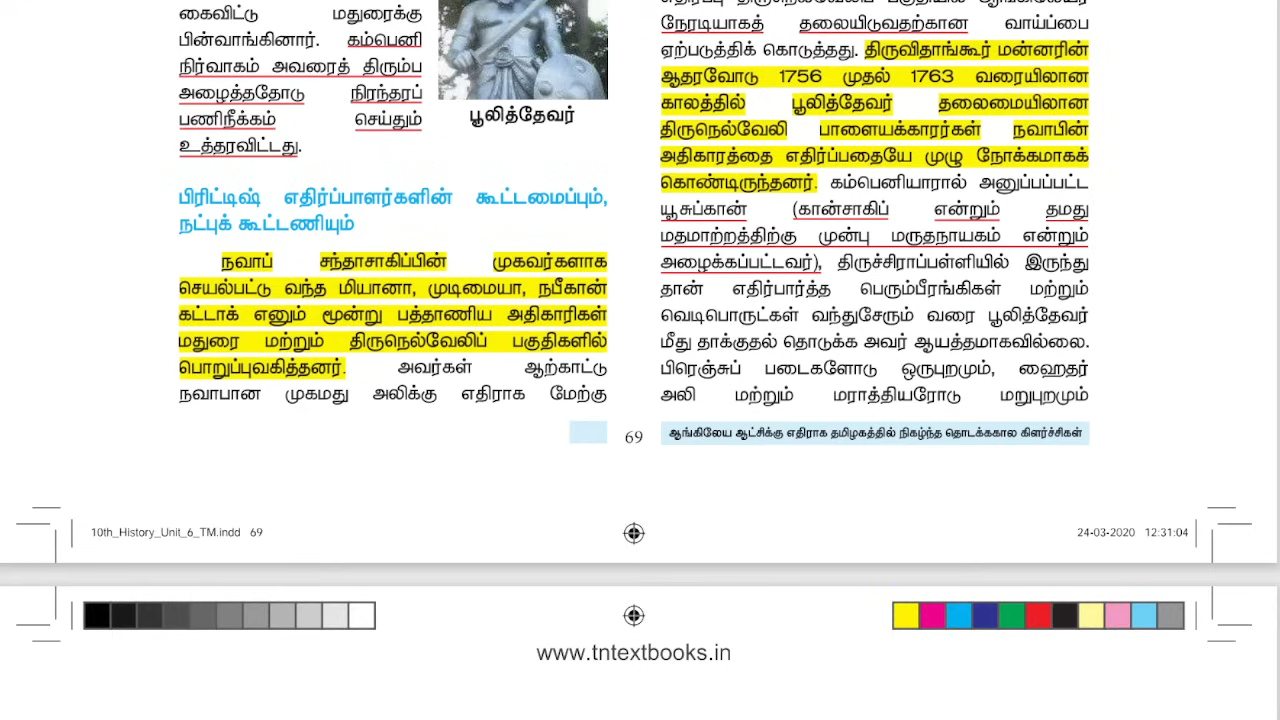 கைவிட்டு மதுரைக்கு
பின்வாங்கினார். கம்பெனி
நிர்வாகம் அவரைத் திரும்ப
அழைத்ததோடு நிரந்தரப்
பணிநீக்கம் செய்தும்
உத்தரவிட்டது.
பூலித்தேவர்
பிரிட்டிஷ் எதிர்ப்பாளர்களின் கூட்டமைப்பும்,
நட்புக் கூட்டணியும்
நவாப் சந்தாசாகிப்பின் முகவர்களாக
செயல்பட்டு வந்த மியானா, முடிமையா, நபீகான்
கட்டாக் எனும் மூன்று பத்தாணிய அதிகாரிகள்
மதுரை மற்றும் திருநெல்வேலிப் பகுதிகளில்
பொறுப்புவகித்தனர். அவர்கள் ஆற்காட்டு
நவாபான முகமது அலிக்கு எதிராக மேற்கு
நேரடியாகத் தலையிடுவதற்கான வாய்ப்பை
ஏற்படுத்திக் கொடுத்தது. திருவிதாங்கூர் மன்னரின்
ஆதரவோடு 1756 முதல் 1763 வரையிலான
காலத்தில் பூலித்தேவர் தலைமையிலான
திருநெல்வேலி பாளையக்காரர்கள் நவாபின்
அதிகாரத்தை எதிர்ப்பதையே முழு நோக்கமாகக்
கொண்டிருந்தனர். கம்பெனியாரால் அனுப்பப்பட்ட
யூசுப்கான் (கான்சாகிப் என்றும் தமது
மதமாற்றத்திற்கு முன்பு மருதநாயகம் என்றும்
அழைக்கப்பட்டவர்), திருச்சிராப்பள்ளியில் இருந்து
தான் எதிர்பார்த்த பெரும்பீரங்கிகள் மற்றும்
வெடிபொருட்கள் வந்துசேரும் வரை பூலித்தேவர்
மீது தாக்குதல் தொடுக்க அவர் ஆயத்தமாகவில்லை.
பிரெஞ்சுப் படைகளோடு ஒருபுறமும், ஹைதர்
அலி மற்றும் மராத்தியரோடு மறுபுறமும்
69 ஆங்கிலேய ஆட்சிக்கு எதிராக தமிழகத்தில் நிகழ்ந்த தொடக்ககால கிளர்ச்சிகள்
10th_History_Unit_6_TM.indd 69 24-03-2020 12:31:04
www.tntextbooks.in